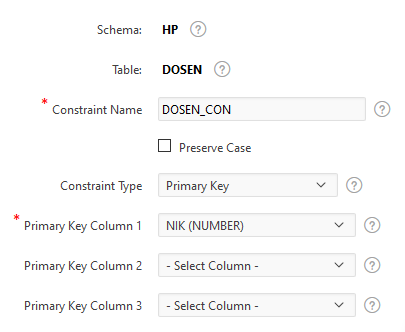 Schema: HP ?
Table: DOSEN ?
* Constraint Name DOSEN_CON ?
Preserve Case
Constraint Type Primary Key ?
* Primary Key Column 1 NIK (NUMBER) ?
Primary Key Column 2 - Select Column - ?
Primary Key Column 3 - Select Column - ?